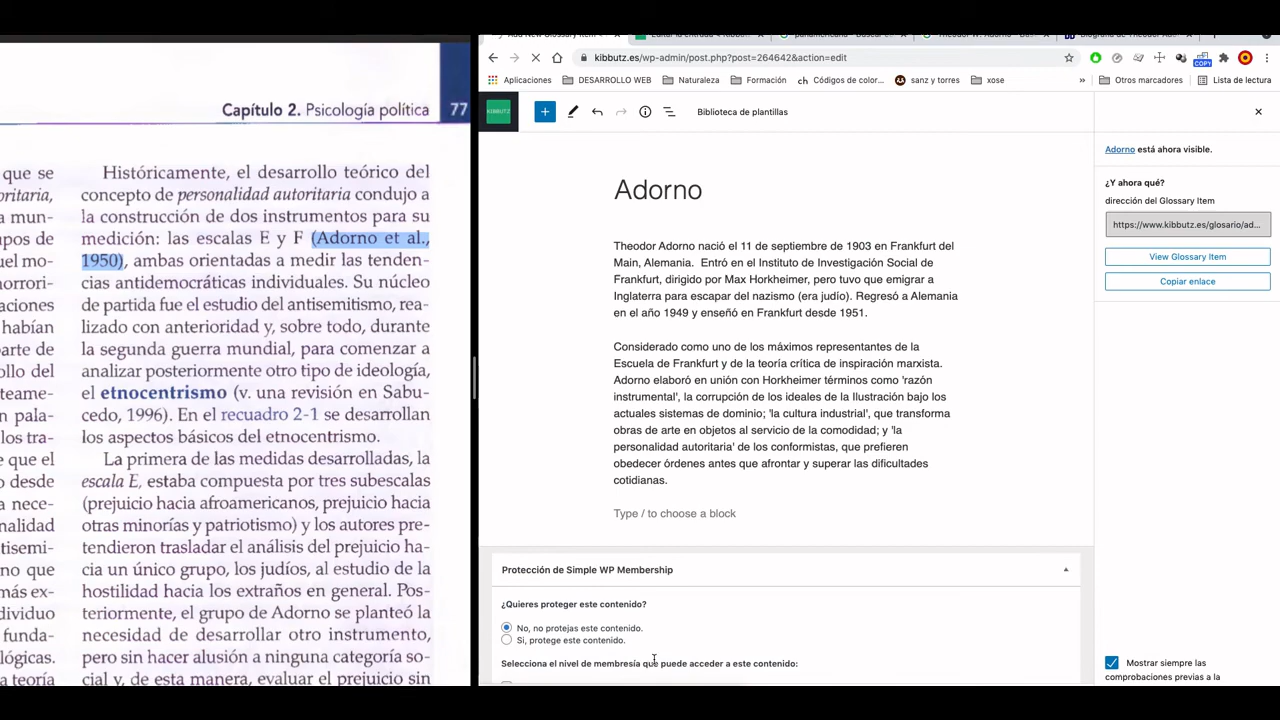 Capítulo 2. Psicología política 77
que se
oritaria,
a mun-
pos de
uel mo-
horrori-
aciones
habían
parte de
ollo del
teame-
n pala-
los tra-
e que el
o desde
a nece-
nalidad
tisemi-
no que
más ex-
dividuo
funda-
lógicas.
teoría
Históricamente, el desarrollo teórico del
concepto de personalidad autoritaria condujo a
la construcción de dos instrumentos para su
medición: las escalas E y F (Adorno et al.,
1950), ambas orientadas a medir las tenden-
cias antidemocráticas individuales. Su núcleo
de partida fue el estudio del antisemitismo, rea-
lizado con anterioridad y, sobre todo, durante
la segunda guerra mundial, para comenzar a
analizar posteriormente otro tipo de ideología,
el etnocentrismo (v. una revisión en Sabu-
cedo, 1996). En el recuadro 2-1 se desarrollan
los aspectos básicos del etnocentrismo.
La primera de las medidas desarrolladas, la
escala E, estaba compuesta por tres subescalas
(prejuicio hacia afroamericanos, prejuicio hacia
otras minorías y patriotismo) y los autores pre-
tendieron trasladar el análisis del prejuicio ha-
cia un único grupo, los judíos, al estudio de la
hostilidad hacia los extraños en general. Pos-
teriormente, el grupo de Adorno se planteó la
necesidad de desarrollar otro instrumento,
pero sin hacer alusión a ninguna categoría so-
cial y, de esta manera, evaluar el prejuicio sin
kibbutz.es/wp-admin/post.php?post=264642&action=edit
COPY
Aplicaciones DESARROLLO WEB Naturaleza Formación ch Códigos de color... sanz y torres xose » Otros marcadores Lista de lectura
KIBBUTZ
Biblioteca de plantillas
Adorno
Theodor Adorno nació el 11 de septiembre de 1903 en Frankfurt del
Main, Alemania. Entró en el Instituto de Investigación Social de
Frankfurt, dirigido por Max Horkheimer, pero tuvo que emigrar a
Inglaterra para escapar del nazismo (era judío). Regresó a Alemania
en el año 1949 y enseñó en Frankfurt desde 1951.
Considerado como uno de los máximos representantes de la
Escuela de Frankfurt y de la teoría crítica de inspiración marxista.
Adorno elaboró en unión con Horkheimer términos como 'razón
instrumental', la corrupción de los ideales de la Ilustración bajo los
actuales sistemas de dominio; 'la cultura industrial', que transforma
obras de arte en objetos al servicio de la comodidad; y 'la
personalidad autoritaria' de los conformistas, que prefieren
obedecer órdenes antes que afrontar y superar las dificultades
cotidianas.
Type / to choose a block
Protección de Simple WP Membership
¿Quieres proteger este contenido?
No, no protejas este contenido.
Si, protege este contenido.
Selecciona el nivel de membresía que puede acceder a este contenido:
Adorno está ahora visible.
¿Y ahora qué?
dirección del Glossary Item
https://www.kibbutz.es/glosario/ad...
View Glossary Item
Copiar enlace
Mostrar siempre las
comprobaciones previas a la